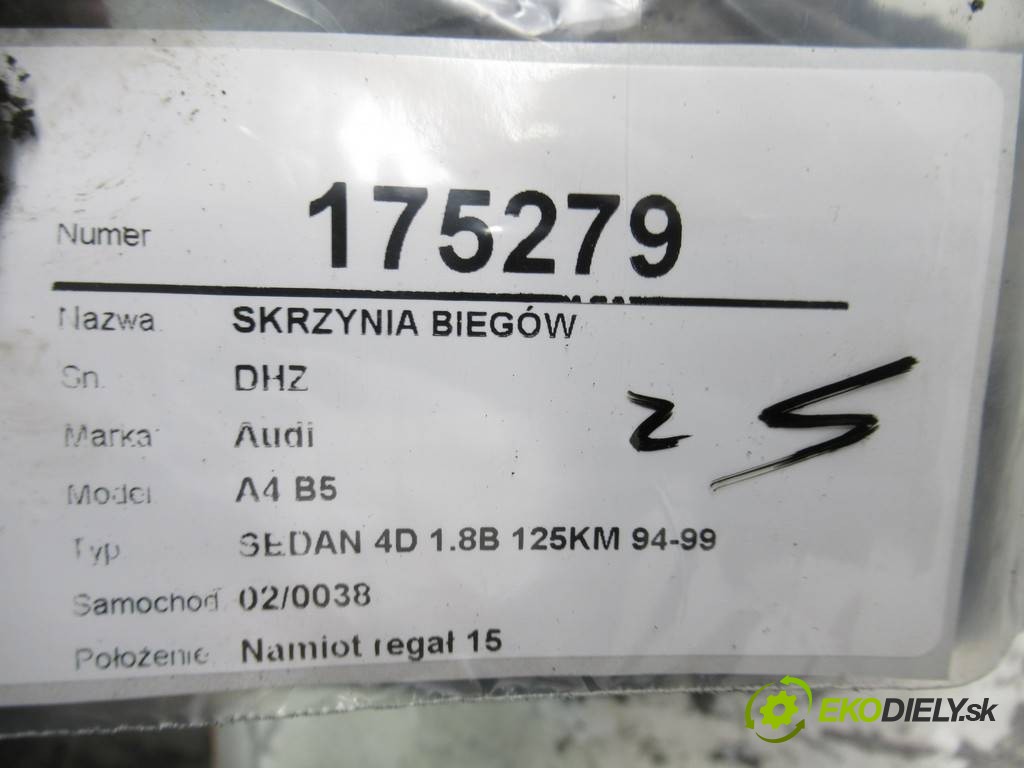 Numer 175279
Nazwa SKRZYNIA BIEGÓW
Sn. DHZ
Marka Audi
Model A4 B5
Typ SEDAN 4D 1.8B 125KM 94-99
Samochod 02/0038
Położenie Namiot regał 15
EKODIELY.sk